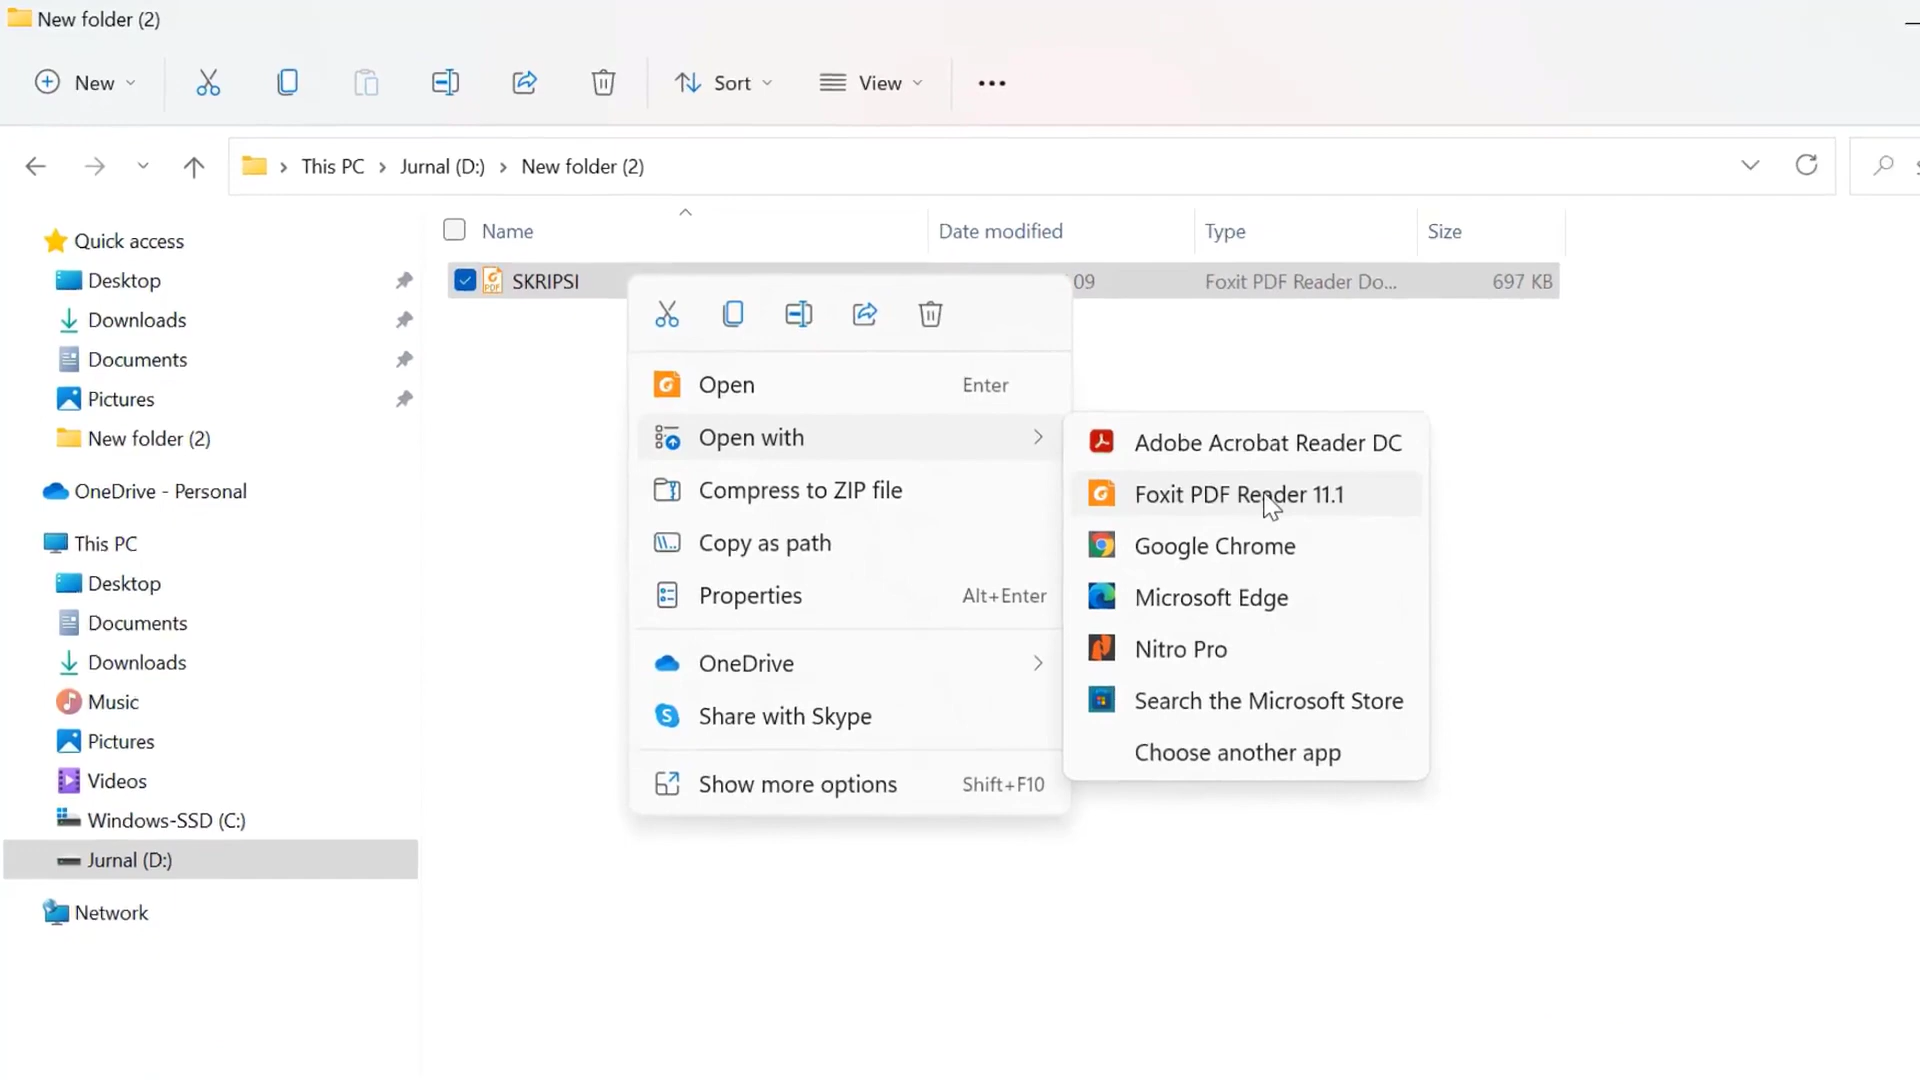 New folder (2)
New
Sort
View
This PC
Jurnal (D:)
New folder (2)
Quick access
Desktop
Downloads
Documents
Pictures
New folder (2)
OneDrive - Personal
This PC
Desktop
Documents
Downloads
Music
Pictures
Videos
Windows-SSD (C:)
Jurnal (D:)
Network
Name
Date modified
Type
Size
SKRIPSI
09
Foxit PDF Reader Do...
697 KB
Open
Enter
Open with
Compress to ZIP file
Copy as path
Properties
Alt+Enter
OneDrive
Share with Skype
Show more options
Shift+F10
Adobe Acrobat Reader DC
Foxit PDF Reader 11.1
Google Chrome
Microsoft Edge
Nitro Pro
Search the Microsoft Store
Choose another app